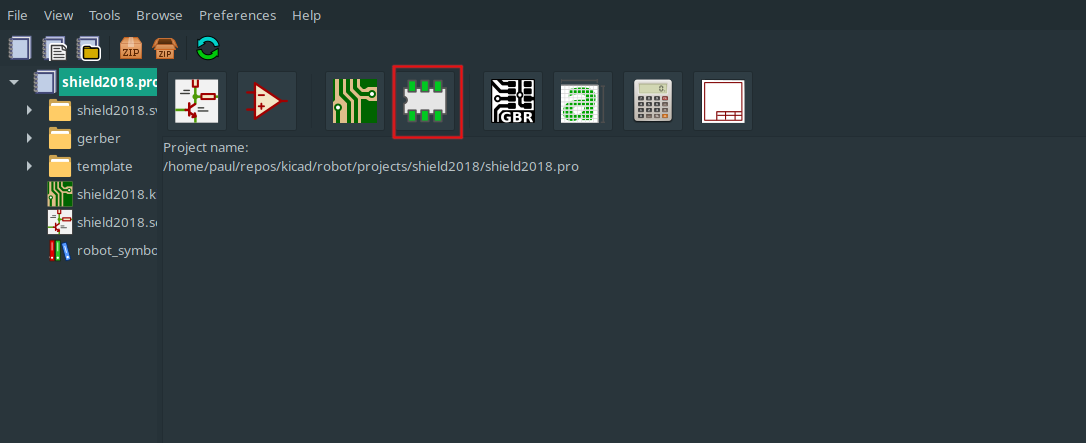 File View Tools Browse Preferences Help
ZIP ZIP
shield2018.pro
shield2018.sv
gerber
template
shield2018.k
shield2018.s
robot_symbo
GBR a 0.
Project name:
/home/paul/repos/kicad/robot/projects/shield2018/shield2018.pro